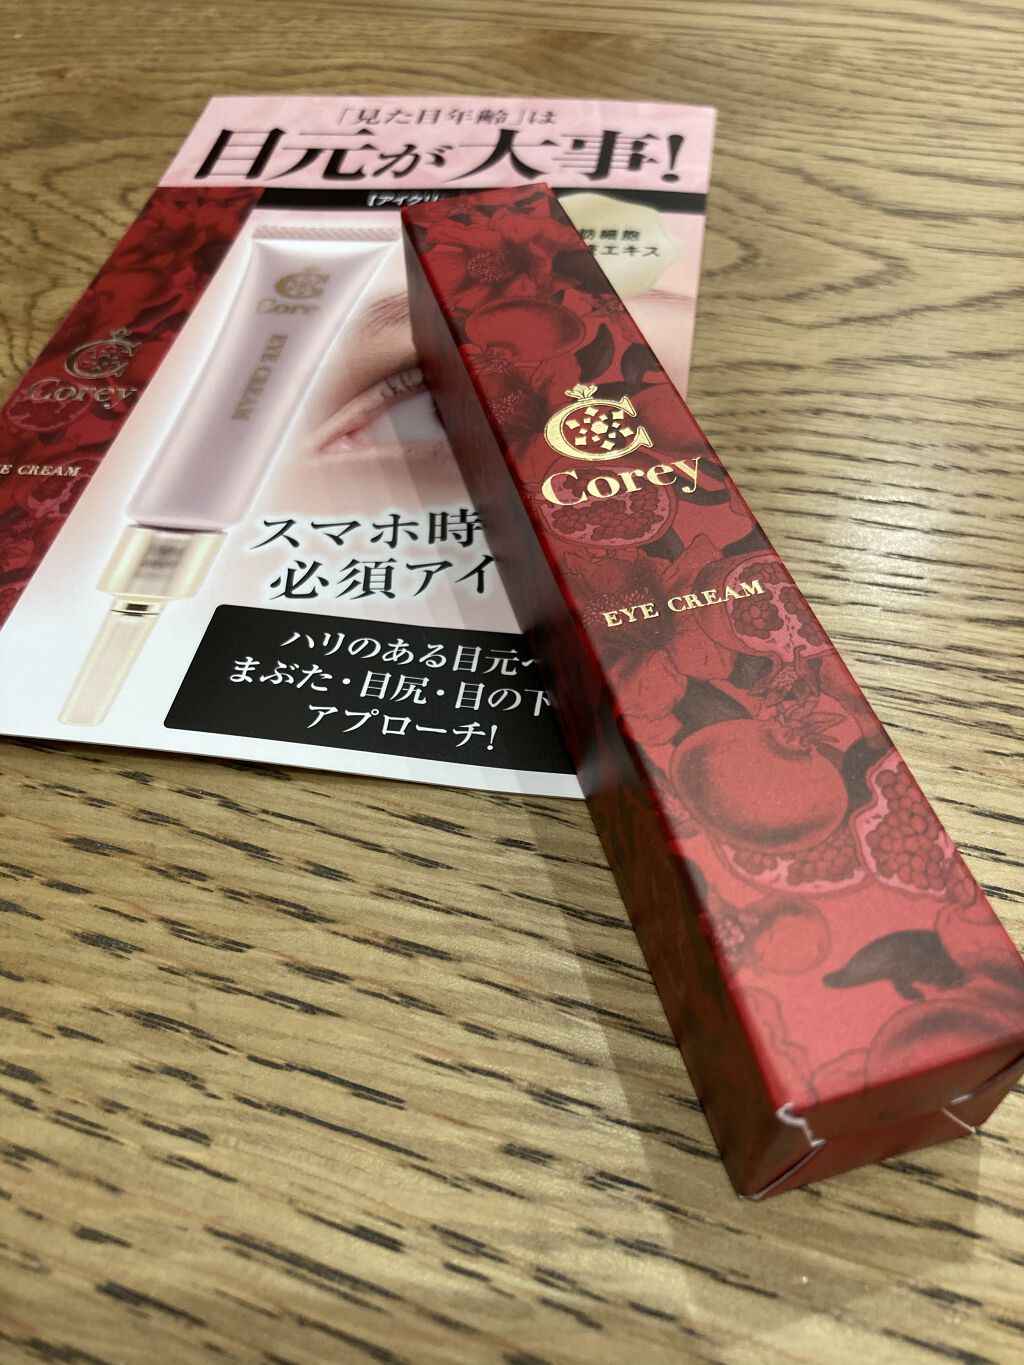 「見た目年齢」は
目元が大事!
【アイクリ
細胞
エキス
Corey
EYE CREAM
Corey
EYE CREAM
スマホ時
必須アイ
ハリのある目元へ
まぶた・目尻・目の下
アプローチ!
Corey
EYE CREAM